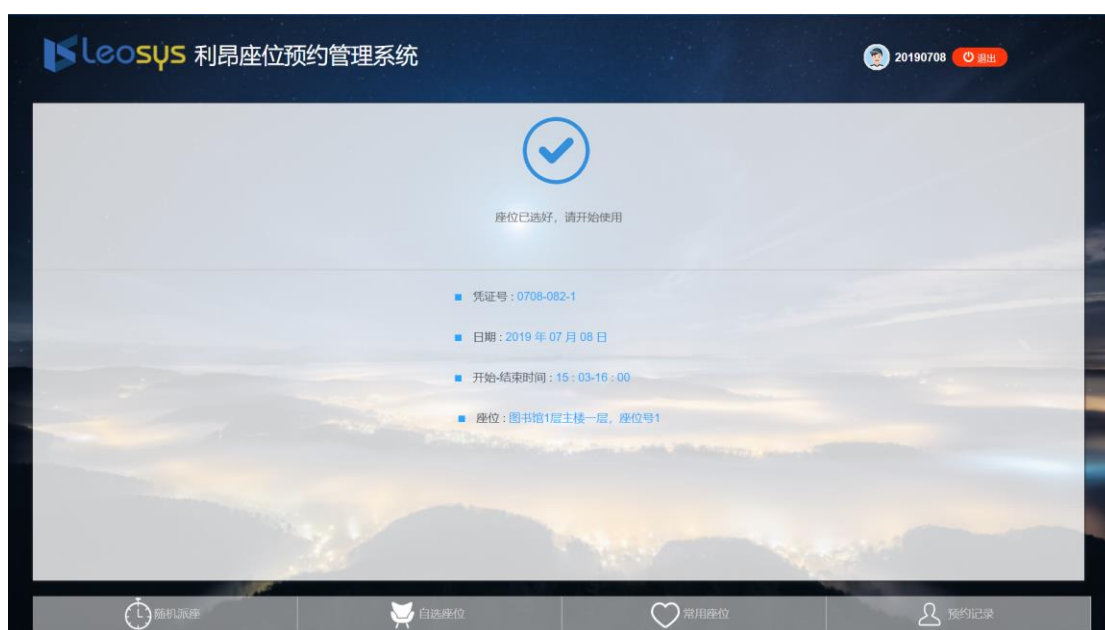 leosys 利昂座位预约管理系统
20190708 退出
座位已选好，请开始使用
凭证号 : 0708-082-1
日期 : 2019 年 07 月 08 日
开始-结束时间 : 15 : 03-16 : 00
座位 : 图书馆1层主楼一层，座位号1
随机派座 自选座位 常用座位 预约记录